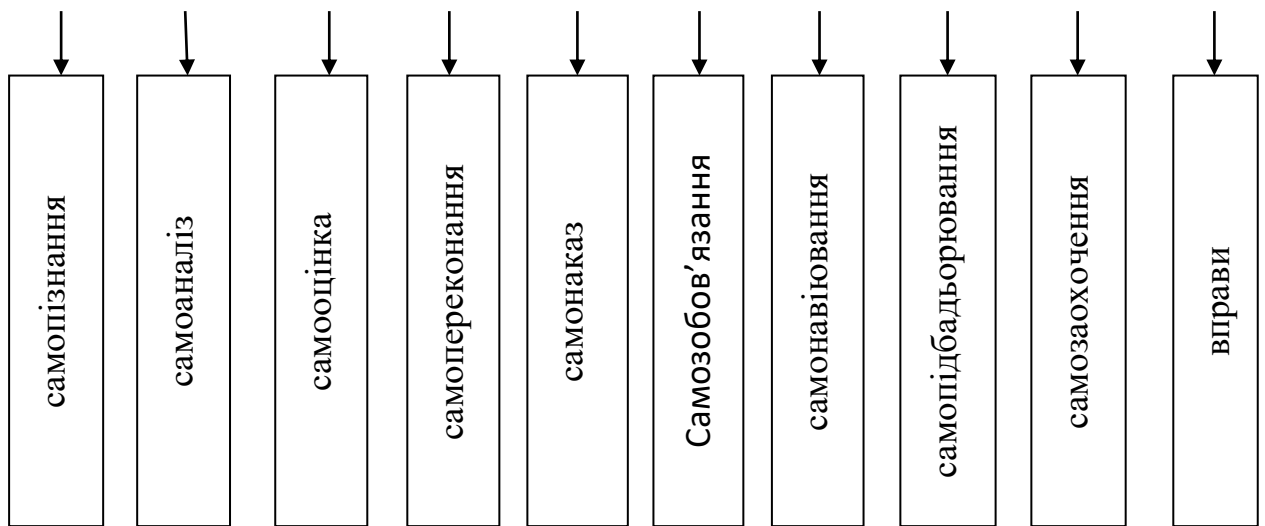 самопізнання
самоаналіз
самооцінка
самопереконання
самонаказ
Самозобов’язання
самонавіювання
самопідбадьорювання
самозаохочення
вправи